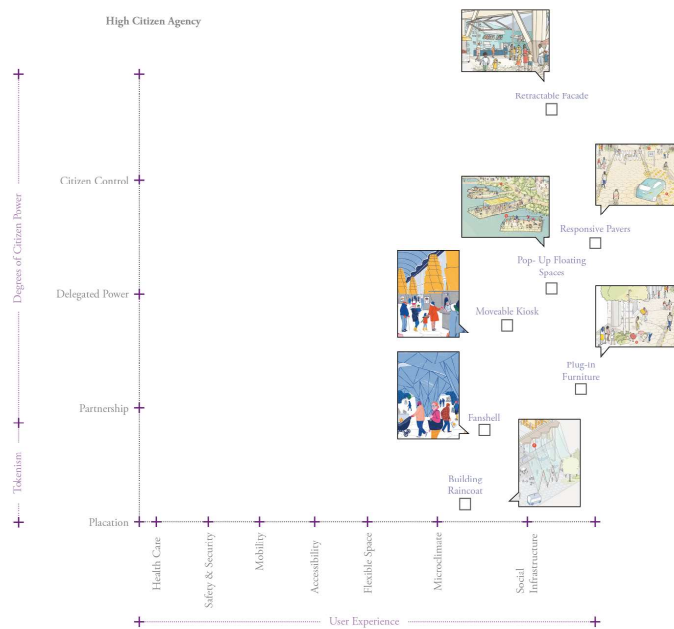 High Citizen Agency
Retractable Facade
Citizen Control
Responsive Pavers
Pop- Up Floating
Spaces
Delegated Power
Moveable Kiosk
Plug-in
Furniture
Partnership
Fanshell
Building
Raincoat
Placation
Degrees of Citizen Power
Tokenism
Health Care
Safety & Security
Mobility
Accessibility
Flexible Space
Microclimate
Social
Infrastructure
User Experience